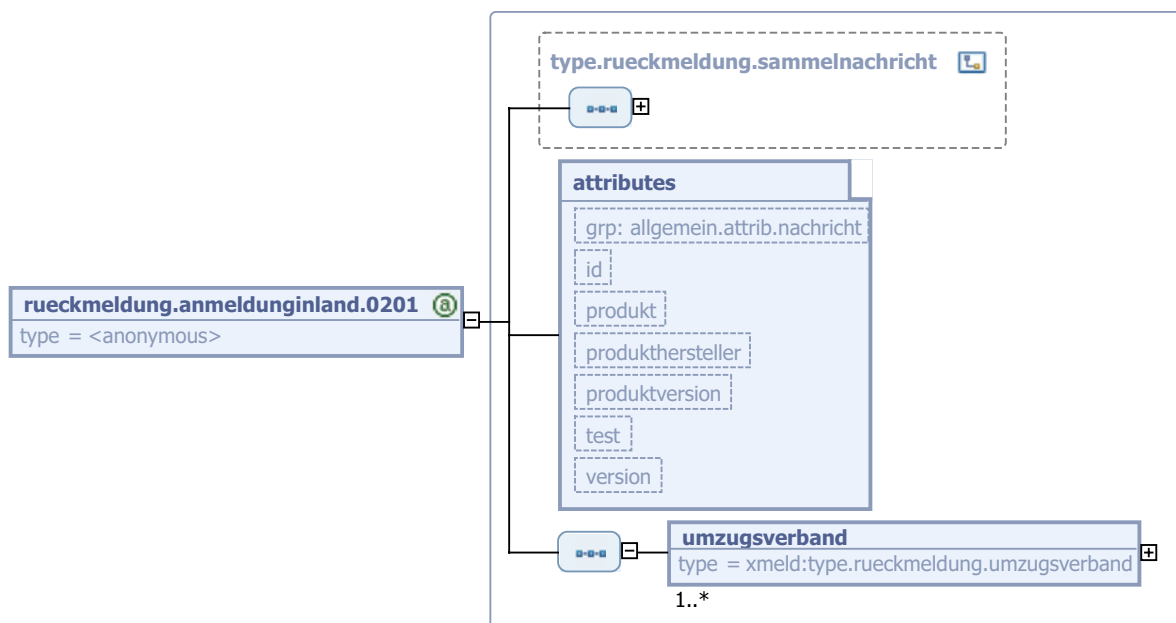 type.rueckmeldung.sammelnachricht
attributes
grp: allgemein.attrib.nachricht
id
produkt
produkthersteller
produktversion
test
version
rueckmeldung.anmeldunginland.0201 @
type = <anonymous>
umzugsverband
type = xmeld:type.rueckmeldung.umzugsverband
1..*